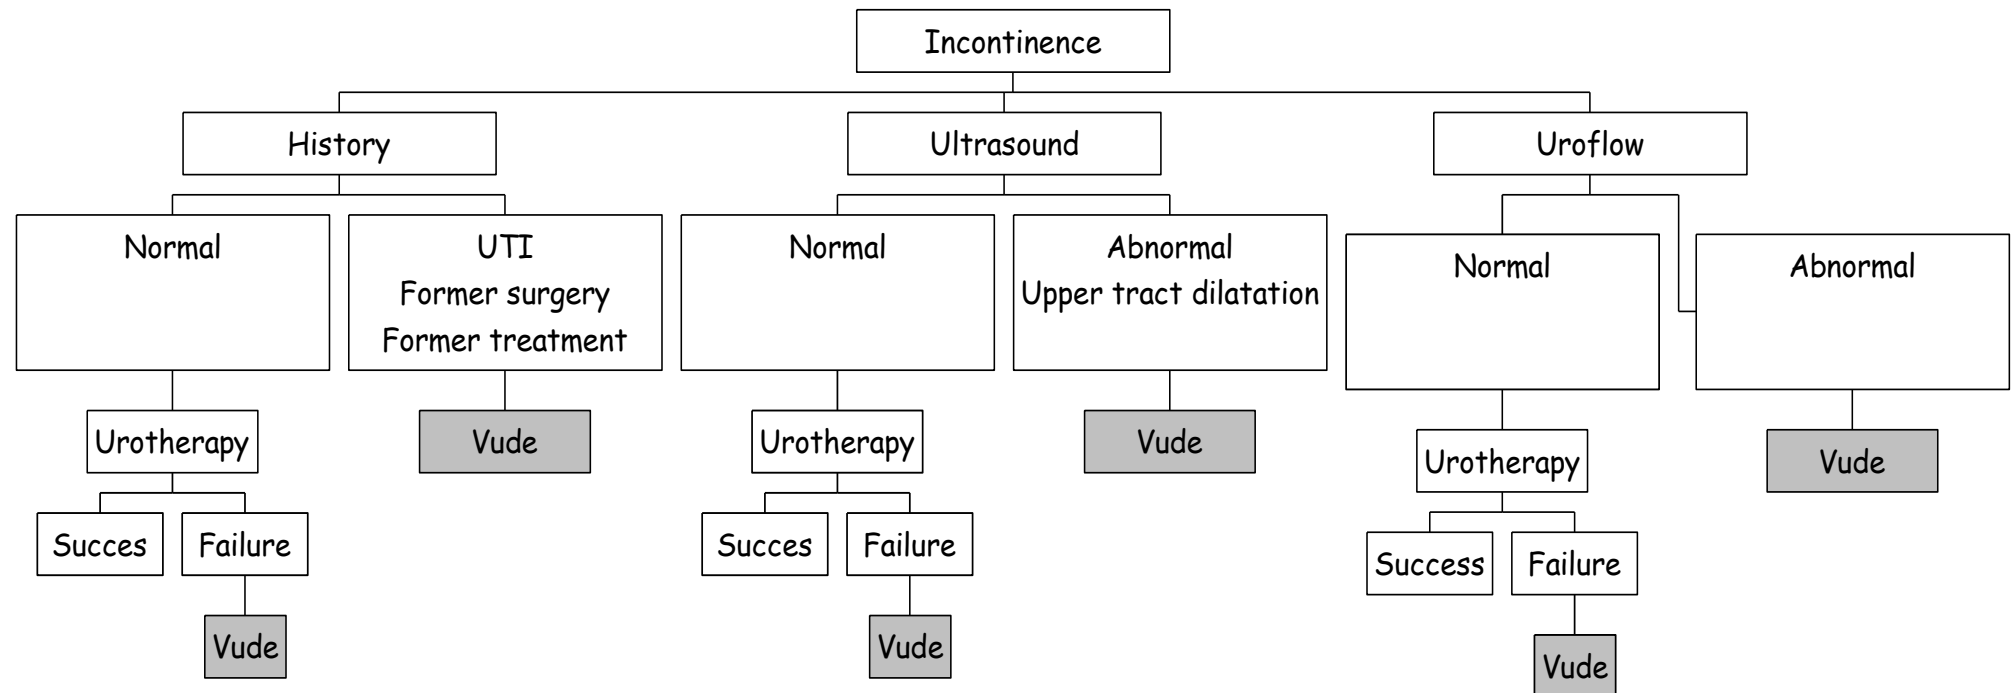 Incontinence
History
Ultrasound
Uroflow
Normal
UTI
Former surgery
Former treatment
Normal
Abnormal
Upper tract dilatation
Normal
Abnormal
Urotherapy
Vude
Urotherapy
Vude
Urotherapy
Vude
Succes
Failure
Succes
Failure
Success
Failure
Vude
Vude
Vude